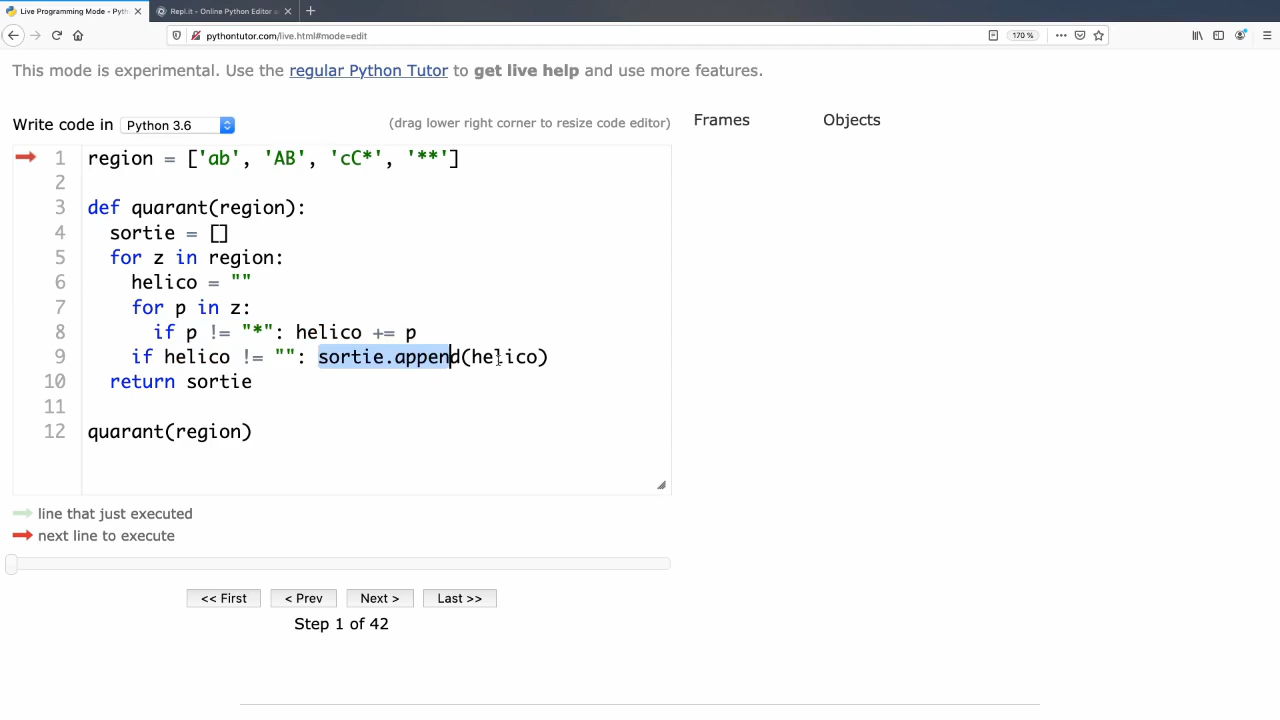 Live Programming Mode - Pyth
Repl.it - Online Python Editor a
pythontutor.com/live.html#mode=edit
170 %
This mode is experimental. Use the regular Python Tutor to get live help and use more features.
Write code in Python 3.6 (drag lower right corner to resize code editor)
Frames Objects
1 region = ['ab', 'AB', 'cC*', '**']
2
3 def quarant(region):
4 sortie = []
5 for z in region:
6 helico = ""
7 for p in z:
8 if p != "*": helico += p
9 if helico != "": sortie.append(helico)
10 return sortie
11
12 quarant(region)
line that just executed
next line to execute
<< First < Prev Next > Last >>
Step 1 of 42